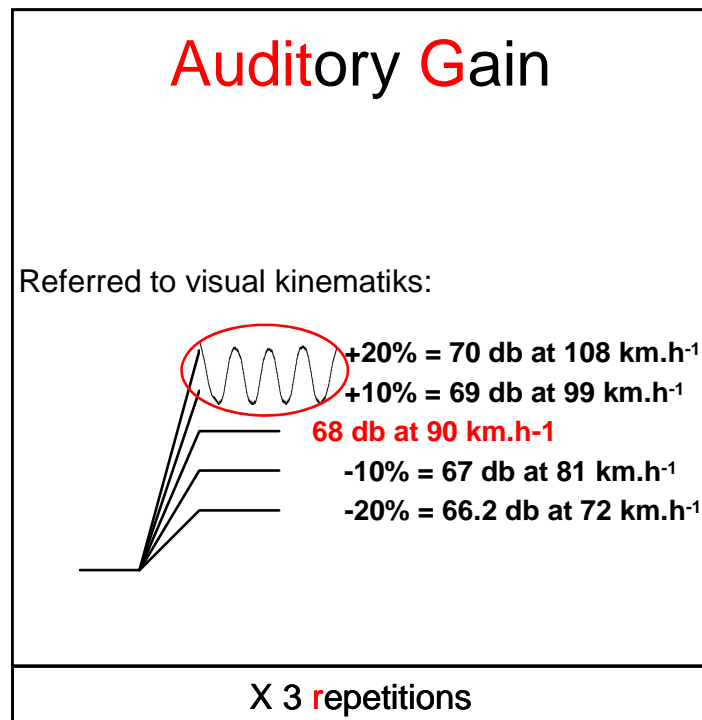 Auditory Gain
Referred to visual kinematiks:
+20% = 70 db at 108 km.h-1
+10% = 69 db at 99 km.h-1
68 db at 90 km.h-1
-10% = 67 db at 81 km.h-1
-20% = 66.2 db at 72 km.h-1
X 3 repetitions